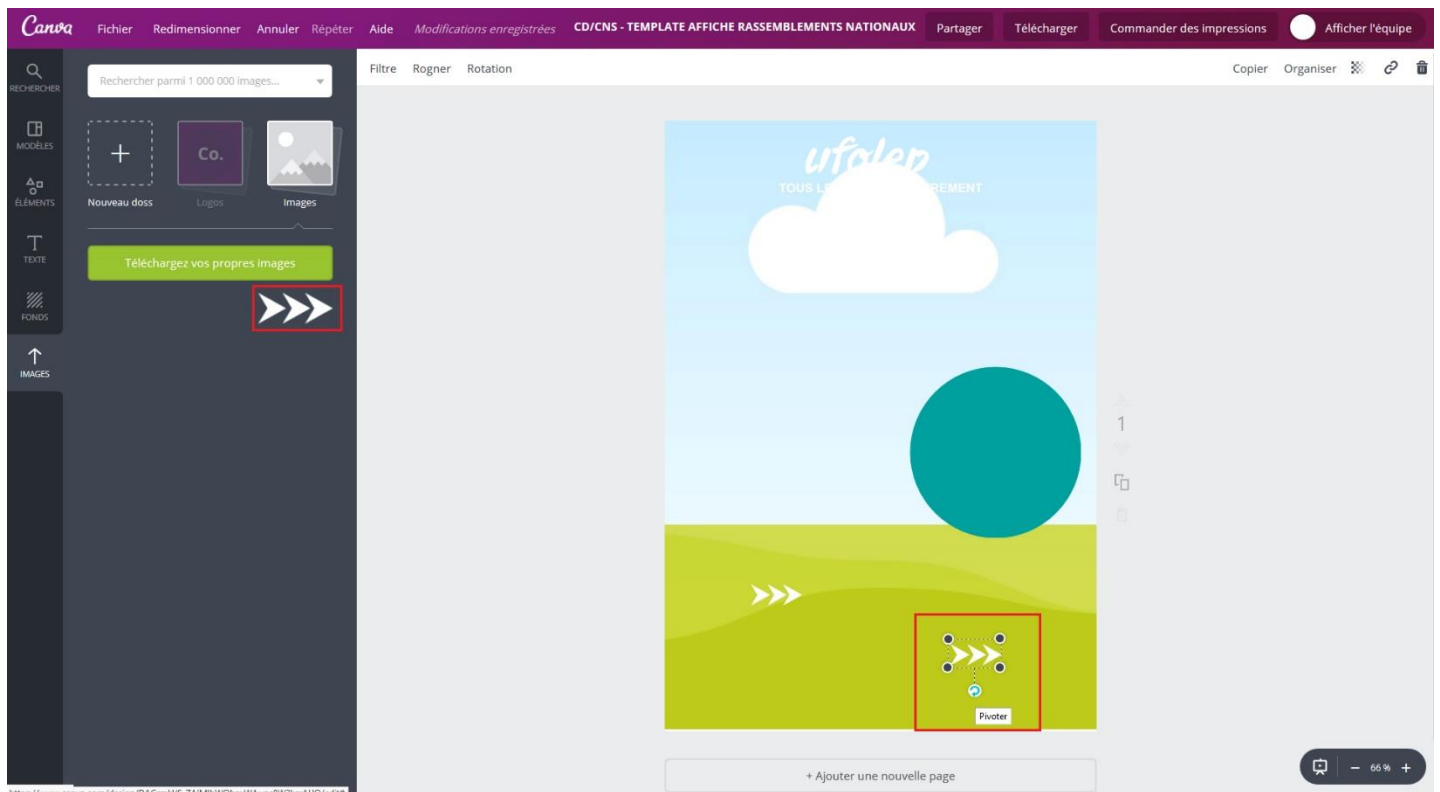 Canva Fichier Redimensionner Annuler Répéter Aide Modifications enregistrées CD/CNS - TEMPLATE AFFICHE RASSEMBLEMENTS NATIONAUX Partager Télécharger Commander des impressions Afficher l'équipe
RECHERCHER
Rechercher parmi 1 000 000 images...
Filtre Rogner Rotation Copier Organiser
MODÈLES
Co.
ÉLÉMENTS
Nouveau doss Logos Images
TEXTE
Téléchargez vos propres images
FONDS
IMAGES
ufolep
TOUS LE REMENT
1
Pivoter
+ Ajouter une nouvelle page
− 66 % +